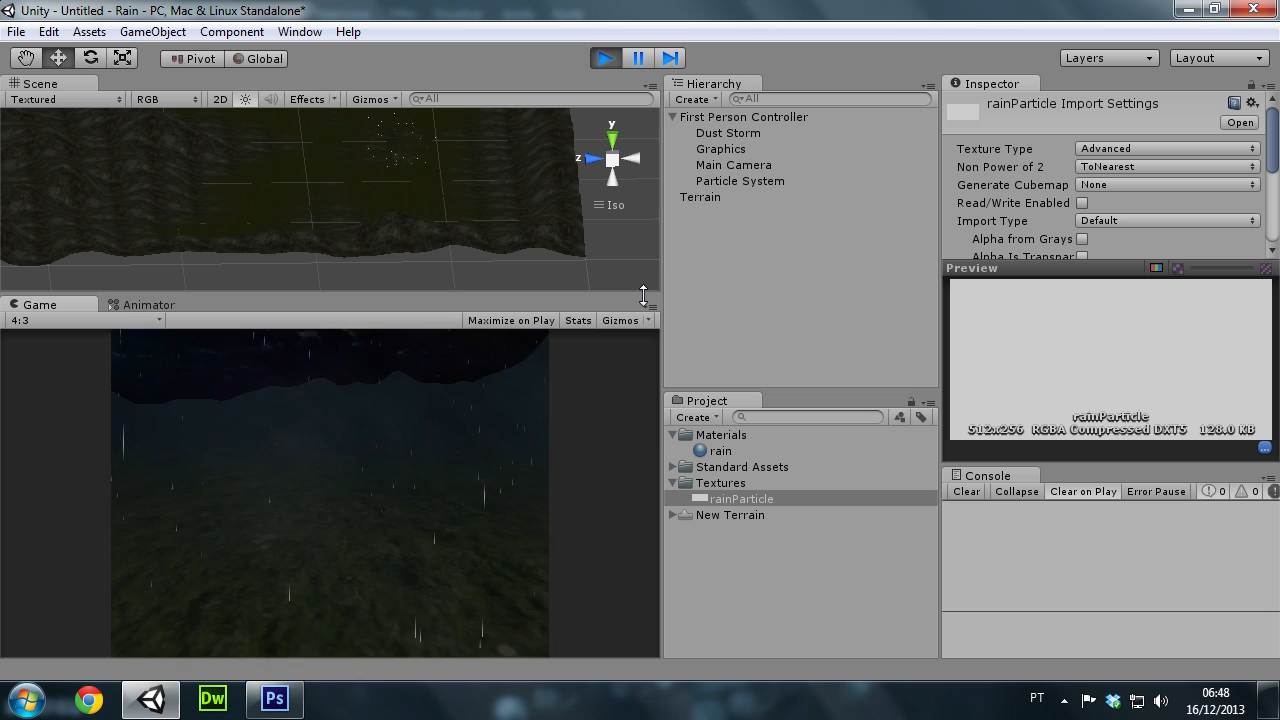 Unity - Untitled - Rain - PC, Mac & Linux Standalone*
File Edit Assets GameObject Component Window Help
Pivot Global Layers Layout
Scene
Textured RGB 2D Effects Gizmos All
y
z
Iso
Game Animator
4:3 Maximize on Play Stats Gizmos
Hierarchy
Create All
First Person Controller
Dust Storm
Graphics
Main Camera
Particle System
Terrain
Project
Create
Materials
rain
Standard Assets
Textures
rainParticle
New Terrain
Inspector
rainParticle Import Settings
Open
Texture Type Advanced
Non Power of 2 ToNearest
Generate Cubemap None
Read/Write Enabled
Import Type Default
Alpha from Grays
Alpha Is Transpar
Preview
rainParticle
512x256 RGBA Compressed DXT5 128.0 KB
Console
Clear Collapse Clear on Play Error Pause 0 0
Dw Ps PT 06:48
16/12/2013